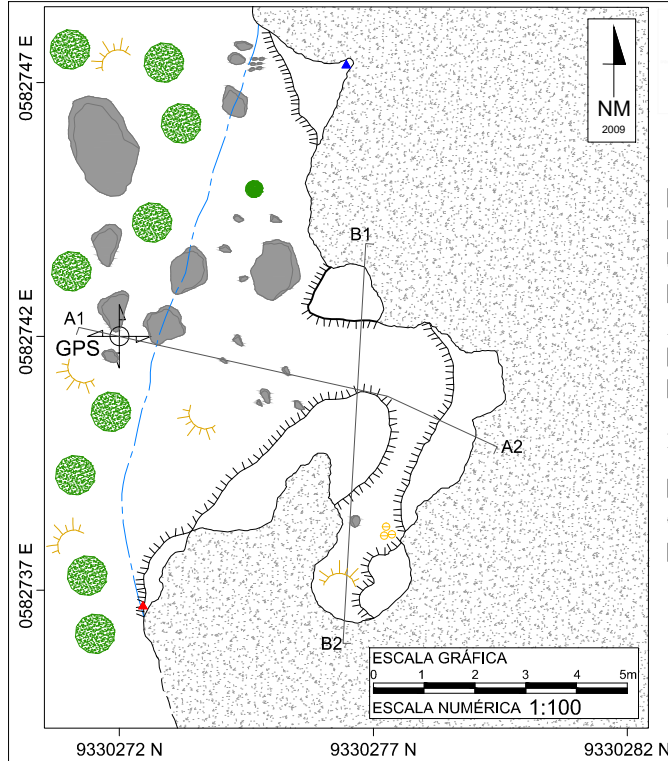 0582747 E
NM
2009
B1
A1
0582742 E
GPS
A2
0582737 E
B2
ESCALA GRÁFICA
0 1 2 3 4 5m
ESCALA NUMÉRICA 1:100
9330272 N 9330277 N 9330282 N